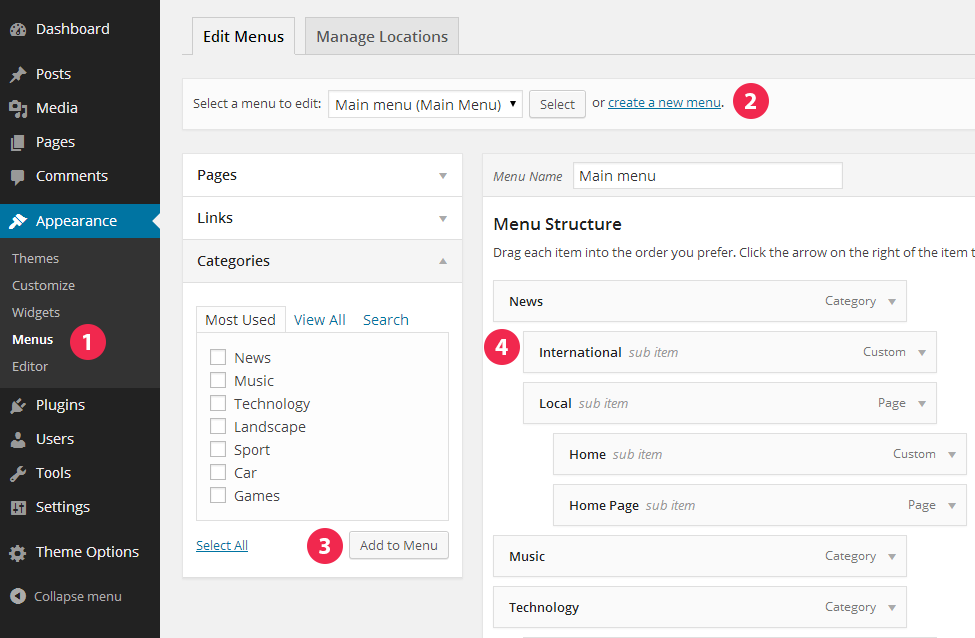 Dashboard
Posts
Media
Pages
Comments
Appearance
Themes
Customize
Widgets
Menus 1
Editor
Plugins
Users
Tools
Settings
Theme Options
Collapse menu
Edit Menus Manage Locations
Select a menu to edit: Main menu (Main Menu) Select or create a new menu. 2
Pages
Links
Categories
Most Used View All Search
News
Music
Technology
Landscape
Sport
Car
Games
Select All 3 Add to Menu
Menu Name Main menu
Menu Structure
Drag each item into the order you prefer. Click the arrow on the right of the item t
News Category
4 International sub item Custom
Local sub item Page
Home sub item Custom
Home Page sub item Page
Music Category
Technology Category